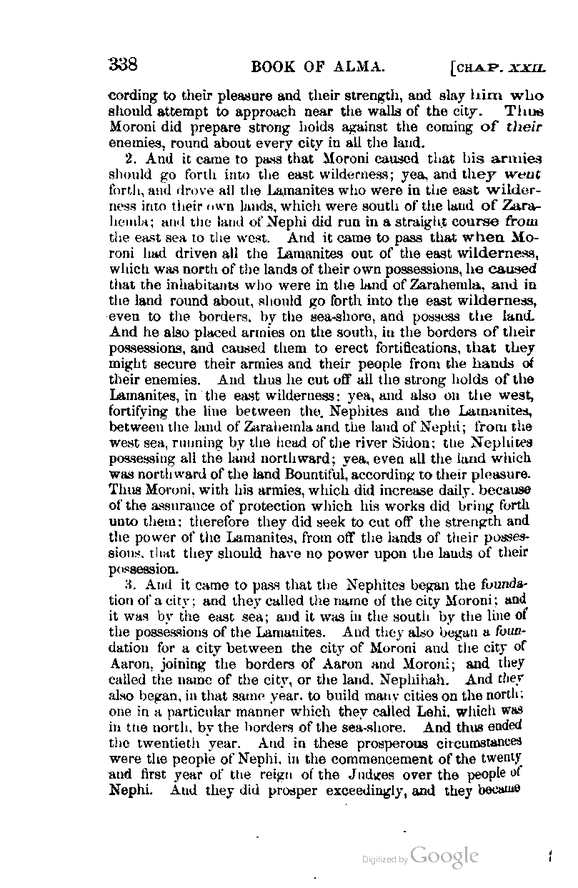 338 BOOK OF ALMA. [CHAP. XXII.
cording to their pleasure and their strength, and slay him who
should attempt to approach near the walls of the city. Thus
Moroni did prepare strong holds against the coming of their
enemies, round about every city in all the land.
2. And it came to pass that Moroni caused that his armies
should go forth into the east wilderness; yea, and they went
forth, and drove all the Lamanites who were in the east wilder-
ness into their own lands, which were south of the land of Zara-
hemla; and the land of Nephi did run in a straight course from
the east sea to the west. And it came to pass that when Mo-
roni had driven all the Lamanites out of the east wilderness,
which was north of the lands of their own possessions, he caused
that the inhabitants who were in the land of Zarahemla, and in
the land round about, should go forth into the east wilderness,
even to the borders, by the sea-shore, and possess the land.
And he also placed armies on the south, in the borders of their
possessions, and caused them to erect fortifications, that they
might secure their armies and their people from the hands of
their enemies. And thus he cut off all the strong holds of the
Lamanites, in the east wilderness; yea, and also on the west,
fortifying the line between the Nephites and the Lamanites,
between the land of Zarahemla and the land of Nephi; from the
west sea, running by the head of the river Sidon; the Nephites
possessing all the land northward; yea, even all the land which
was northward of the land Bountiful, according to their pleasure.
Thus Moroni, with his armies, which did increase daily, because
of the assurance of protection which his works did bring forth
unto them; therefore they did seek to cut off the strength and
the power of the Lamanites, from off the lands of their posses-
sions, that they should have no power upon the lands of their
possession.
3. And it came to pass that the Nephites began the founda-
tion of a city; and they called the name of the city Moroni; and
it was by the east sea; and it was in the south by the line of
the possessions of the Lamanites. And they also began a foun-
dation for a city between the city of Moroni and the city of
Aaron, joining the borders of Aaron and Moroni; and they
called the name of the city, or the land, Nephihah. And they
also began, in that same year, to build many cities on the north;
one in a particular manner which they called Lehi, which was
in the north, by the borders of the sea-shore. And thus ended
the twentieth year. And in these prosperous circumstances
were the people of Nephi, in the commencement of the twenty
and first year of the reign of the Judges over the people of
Nephi. And they did prosper exceedingly, and they became
Digitized by Google